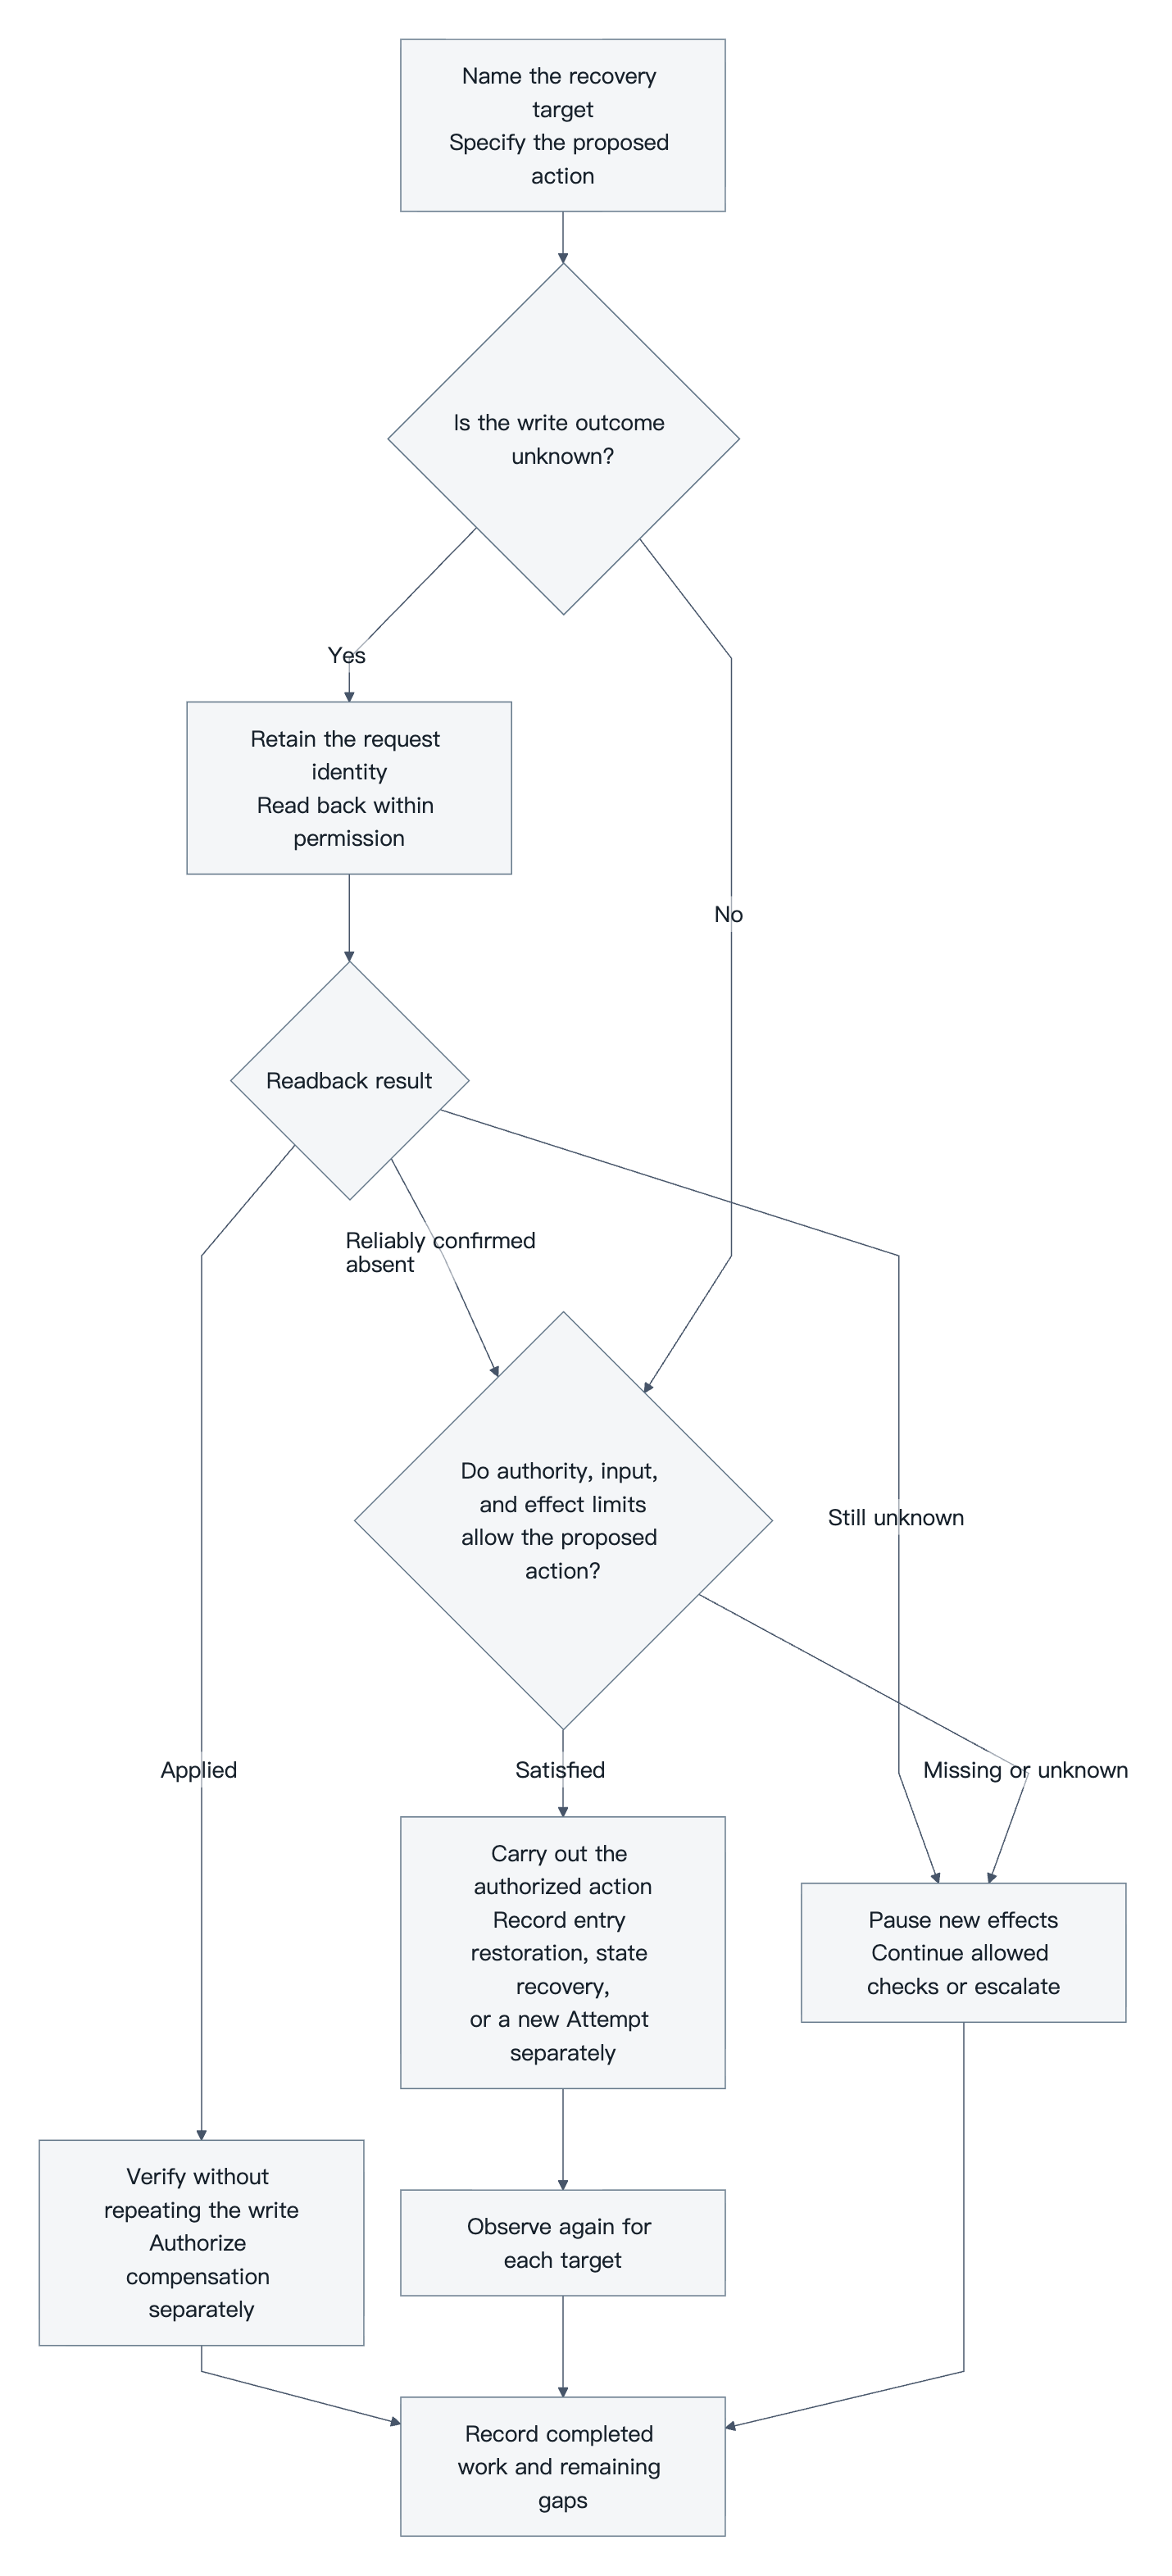 Name the recovery
target
Specify the proposed
action
Is the write outcome
unknown?
Yes
Retain the request
identity
Read back within
permission
No
Readback result
Reliably confirmed
absent
Do authority, input,
and effect limits
allow the proposed
action?
Still unknown
Applied
Satisfied
Missing or unknown
Carry out the
authorized action
Record entry
restoration, state
recovery,
or a new Attempt
separately
Pause new effects
Continue allowed
checks or escalate
Verify without
repeating the write
Authorize
compensation
separately
Observe again for
each target
Record completed
work and remaining
gaps